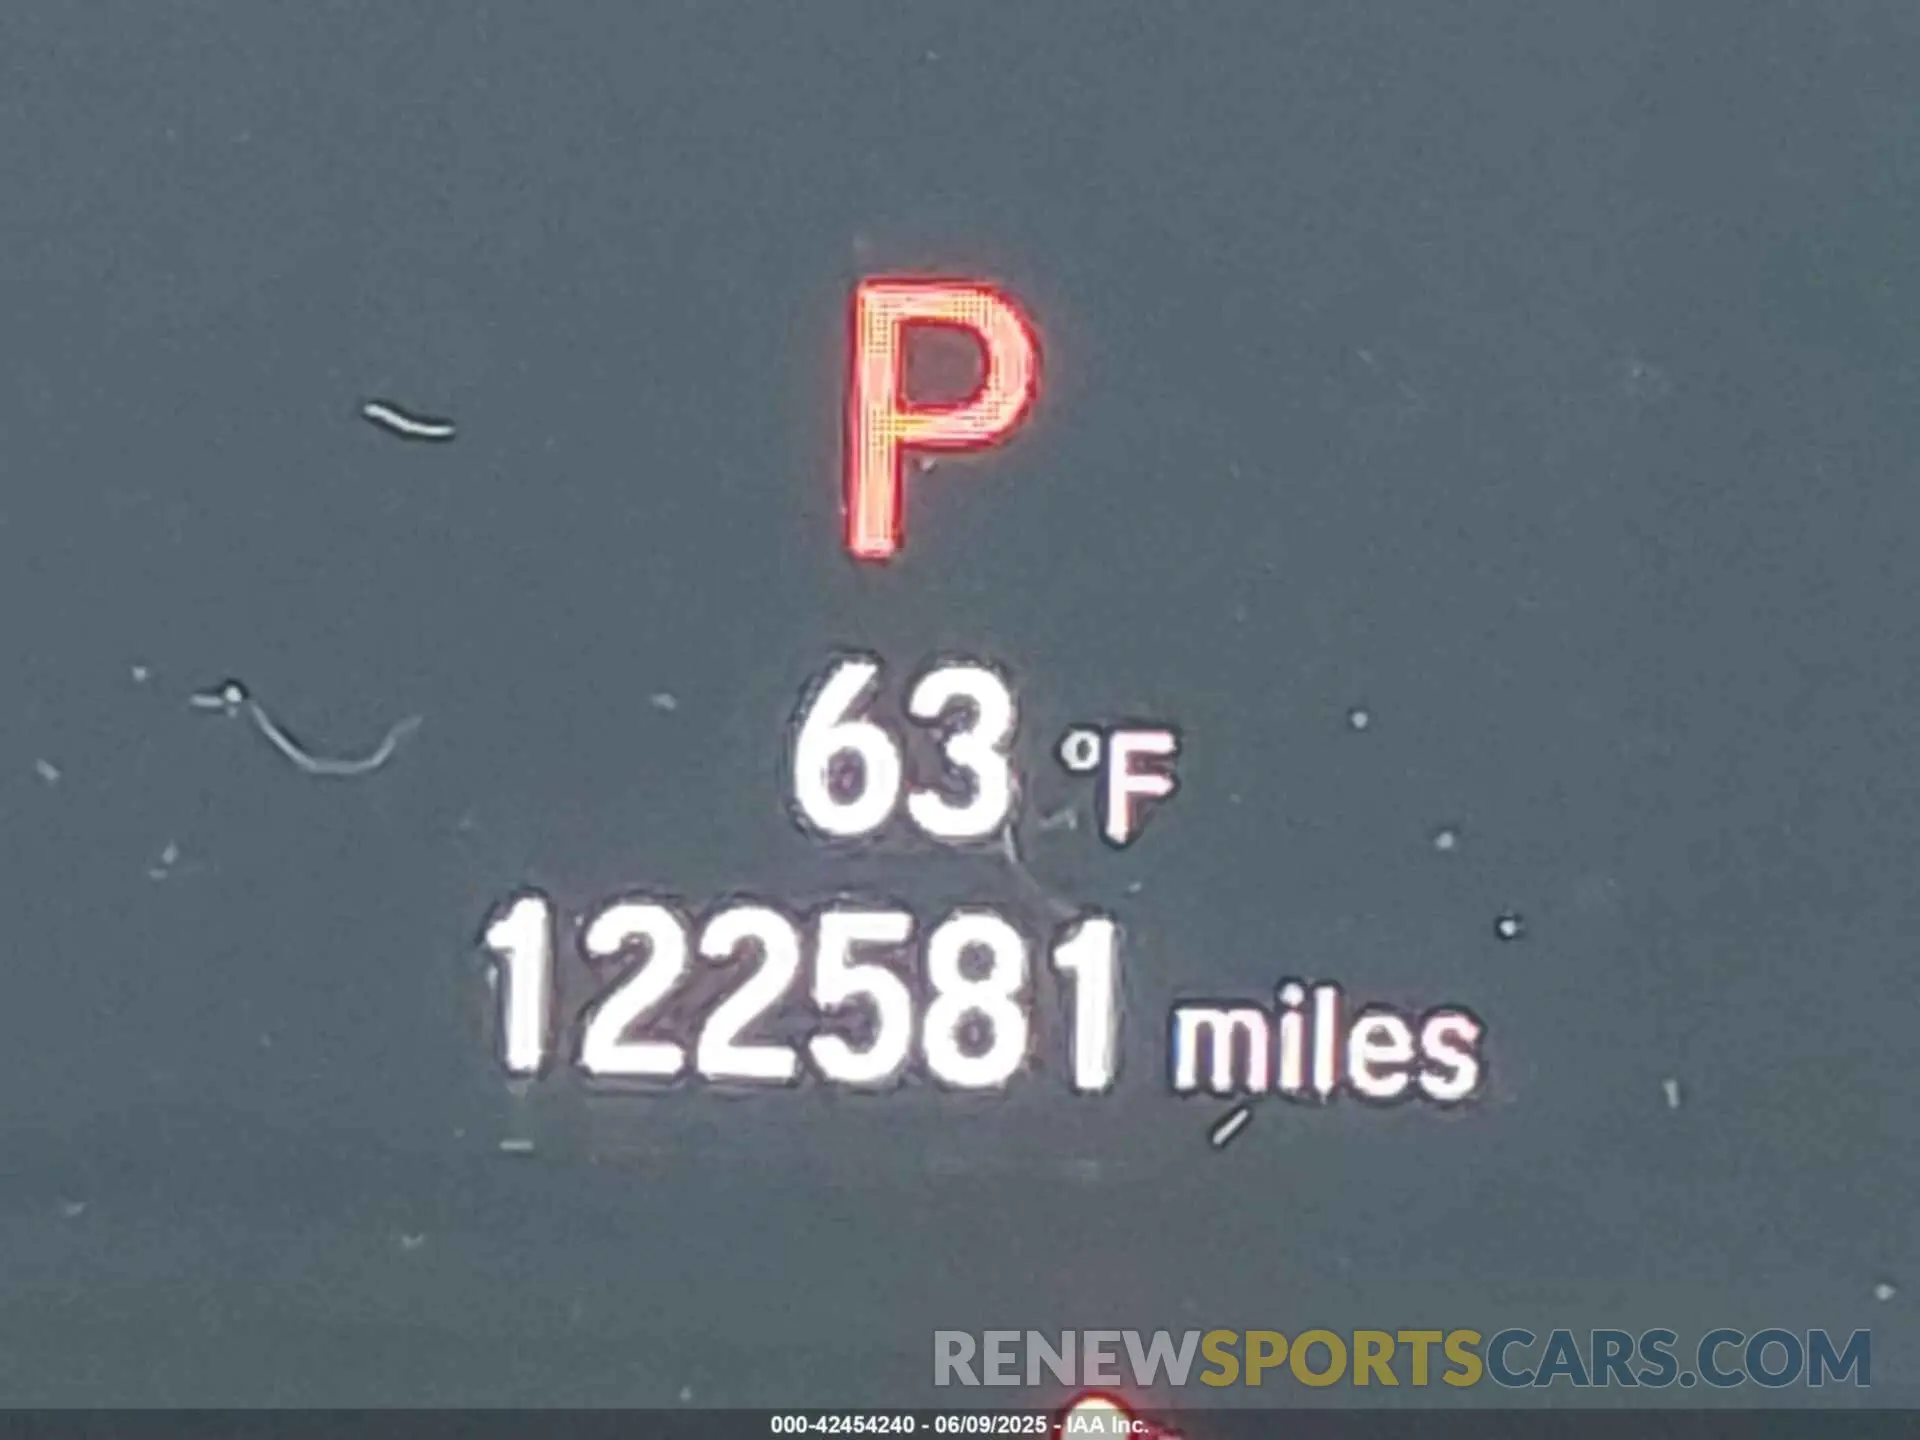 P
63 °F
122581 miles
RENEWSPORTSCARS.COM
000-42454240 - 06/09/2025 - IAA Inc.